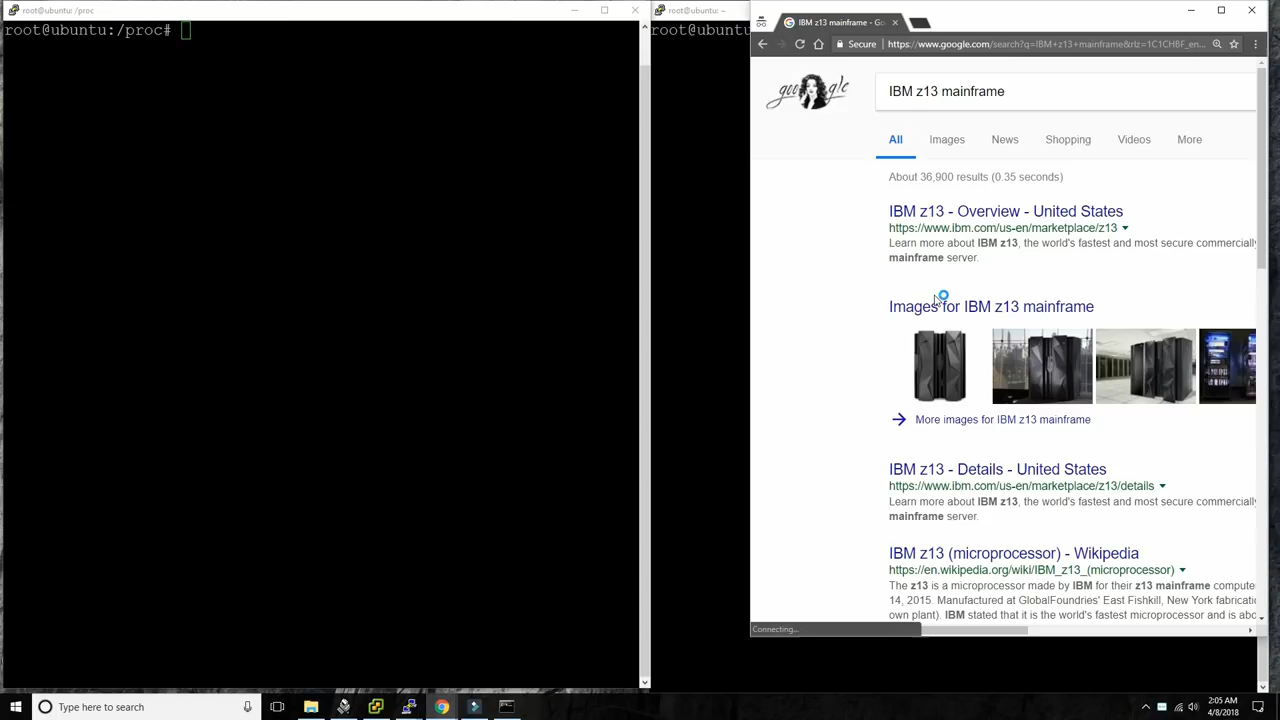 root@ubuntu: /proc
root@ubuntu:/proc#
root@ubuntu: ~
root@ubuntu
IBM z13 mainframe - Go
Secure
https://www.google.com/search?q=IBM+z13+mainframe&rlz=1C1CHBF_en...
google
IBM z13 mainframe
All
Images
News
Shopping
Videos
More
About 36,900 results (0.35 seconds)
IBM z13 - Overview - United States
https://www.ibm.com/us-en/marketplace/z13
Learn more about IBM z13, the world's fastest and most secure commercially
mainframe server.
Images for IBM z13 mainframe
More images for IBM z13 mainframe
IBM z13 - Details - United States
https://www.ibm.com/us-en/marketplace/z13/details
Learn more about IBM z13, the world's fastest and most secure commercially
mainframe server.
IBM z13 (microprocessor) - Wikipedia
https://en.wikipedia.org/wiki/IBM_z13_(microprocessor)
The z13 is a microprocessor made by IBM for their z13 mainframe compute
14, 2015. Manufactured at GlobalFoundries' East Fishkill, New York fabricatio
own plant). IBM stated that it is the world's fastest microprocessor and is abo
Connecting...
Type here to search
2:05 AM
4/8/2018